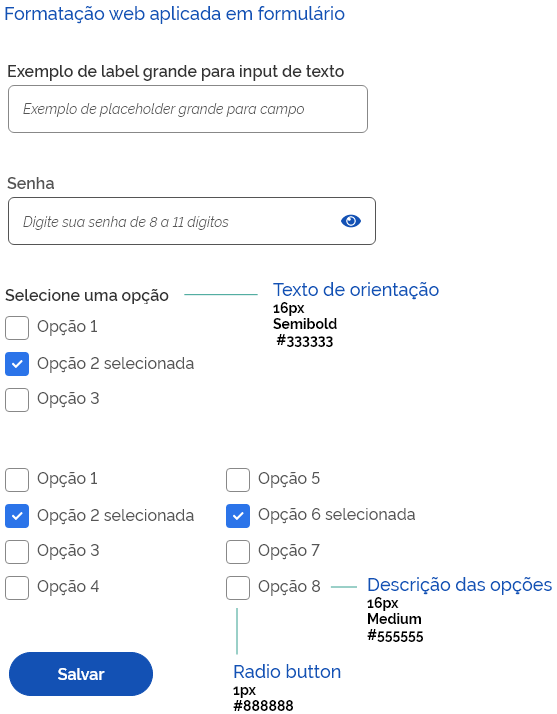 Formatação web aplicada em formulário
Exemplo de label grande para input de texto
Exemplo de placeholder grande para campo
Senha
Digite sua senha de 8 a 11 dígitos
Selecione uma opção
Texto de orientação
16px
Semibold
#333333
Opção 1
Opção 2 selecionada
Opção 3
Opção 1
Opção 5
Opção 2 selecionada
Opção 6 selecionada
Opção 3
Opção 7
Opção 4
Opção 8
Descrição das opções
16px
Medium
#555555
Salvar
Radio button
1px
#888888